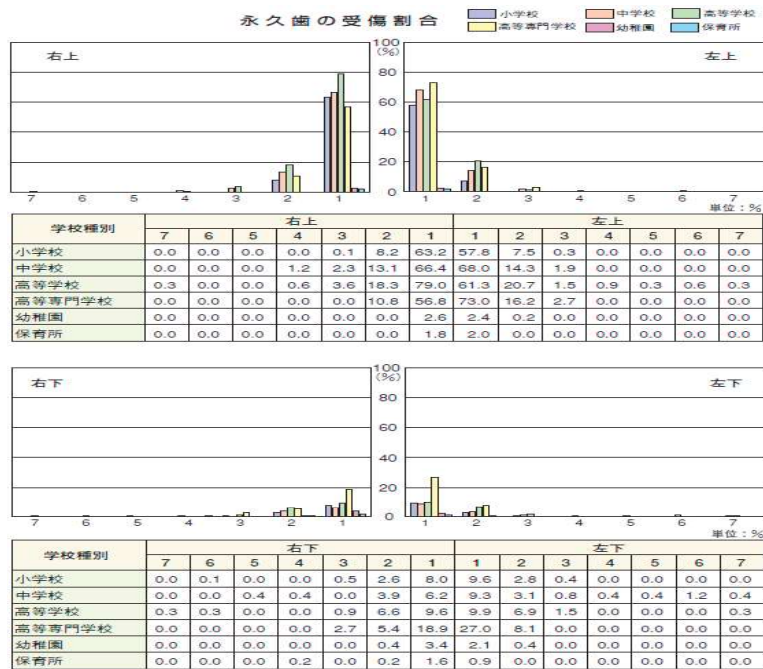 永久歯の受傷割合
小学校 中学校 高等学校
高等専門学校 幼稚園 保育所
右上 100 (%) 80 60 40 20 0 左上
7 6 5 4 3 2 1 1 2 3 4 5 6 7
単位：%
学校種別 右上 左上
7 6 5 4 3 2 1 1 2 3 4 5 6 7
小学校 0.0 0.0 0.0 0.0 0.1 8.2 63.2 57.8 7.5 0.3 0.0 0.0 0.0 0.0
中学校 0.0 0.0 0.0 1.2 2.3 13.1 66.4 68.0 14.3 1.9 0.0 0.0 0.0 0.0
高等学校 0.3 0.0 0.0 0.6 3.6 18.3 79.0 61.3 20.7 1.5 0.9 0.3 0.6 0.3
高等専門学校 0.0 0.0 0.0 0.0 0.0 10.8 56.8 73.0 16.2 2.7 0.0 0.0 0.0 0.0
幼稚園 0.0 0.0 0.0 0.0 0.0 0.0 2.6 2.4 0.2 0.0 0.0 0.0 0.0 0.0
保育所 0.0 0.0 0.0 0.0 0.0 0.0 1.8 2.0 0.0 0.0 0.0 0.0 0.0 0.0
右下 100 (%) 80 60 40 20 0 左下
7 6 5 4 3 2 1 1 2 3 4 5 6 7
単位：%
学校種別 右下 左下
7 6 5 4 3 2 1 1 2 3 4 5 6 7
小学校 0.0 0.1 0.0 0.0 0.5 2.6 8.0 9.6 2.8 0.4 0.0 0.0 0.0 0.0
中学校 0.0 0.0 0.4 0.4 0.0 3.9 6.2 9.3 3.1 0.8 0.4 0.4 1.2 0.4
高等学校 0.3 0.3 0.0 0.0 0.9 6.6 9.6 9.9 6.9 1.5 0.0 0.0 0.0 0.3
高等専門学校 0.0 0.0 0.0 0.0 2.7 5.4 18.9 27.0 8.1 0.0 0.0 0.0 0.0 0.0
幼稚園 0.0 0.0 0.0 0.0 0.0 0.4 3.4 2.1 0.4 0.0 0.0 0.0 0.0 0.0
保育所 0.0 0.0 0.0 0.2 0.0 0.2 1.6 0.9 0.0 0.0 0.0 0.0 0.0 0.0